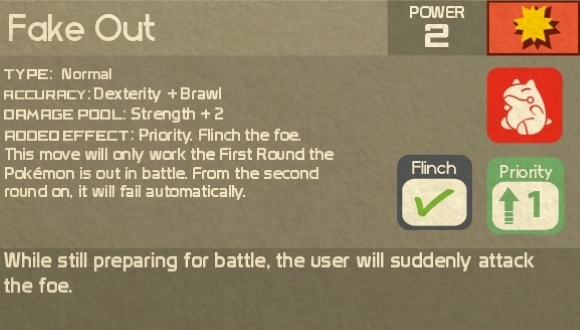 Fake Out
POWER
2
TYPE: Normal
ACCURACY: Dexterity + Brawl
DAMAGE POOL: Strength + 2
ADDED EFFECT: Priority. Flinch the foe.
This move will only work the First Round the
Pokémon is out in battle. From the second
round on, it will fail automatically.
Flinch
Priority
1
While still preparing for battle, the user will suddenly attack
the foe.